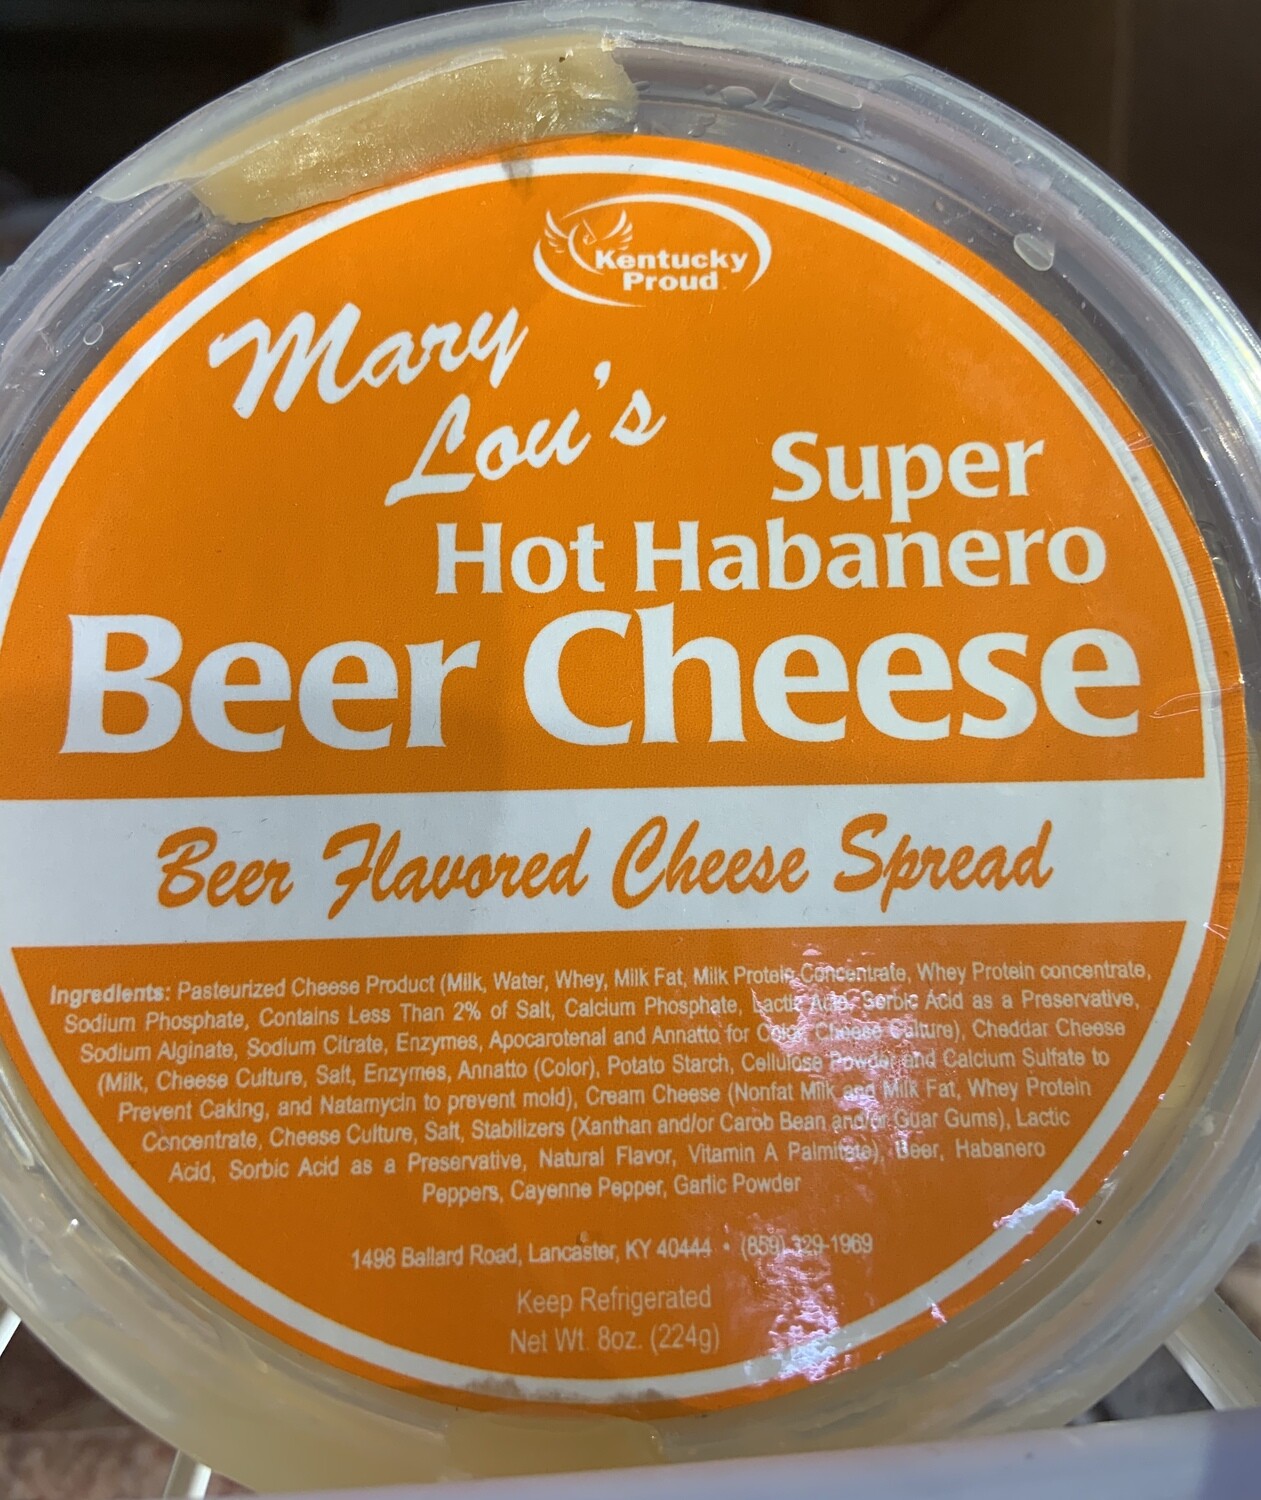 Kentucky
Proud
Mary
Lou's
Super
Hot Habanero
Beer Cheese
Beer Flavored Cheese Spread
Ingredients: Pasteurized Cheese Product (Milk, Water, Whey, Milk Fat, Milk Protein Concentrate, Whey Protein concentrate,
Sodium Phosphate, Contains Less Than 2% of Salt, Calcium Phosphate, Lactic Acid, Sorbic Acid as a Preservative,
Sodium Alginate, Sodium Citrate, Enzymes, Apocarotenal and Annatto for Color, Cheese Culture), Cheddar Cheese
(Milk, Cheese Culture, Salt, Enzymes, Annatto (Color), Potato Starch, Cellulose Powder and Calcium Sulfate to
Prevent Caking, and Natamycin to prevent mold), Cream Cheese (Nonfat Milk and Milk Fat, Whey Protein
Concentrate, Cheese Culture, Salt, Stabilizers (Xanthan and/or Carob Bean and/or Guar Gums), Lactic
Acid, Sorbic Acid as a Preservative, Natural Flavor, Vitamin A Palmitate), Beer, Habanero
Peppers, Cayenne Pepper, Garlic Powder
1498 Ballard Road, Lancaster, KY 40444 • (859) 329-1969
Keep Refrigerated
Net Wt. 8oz. (224g)